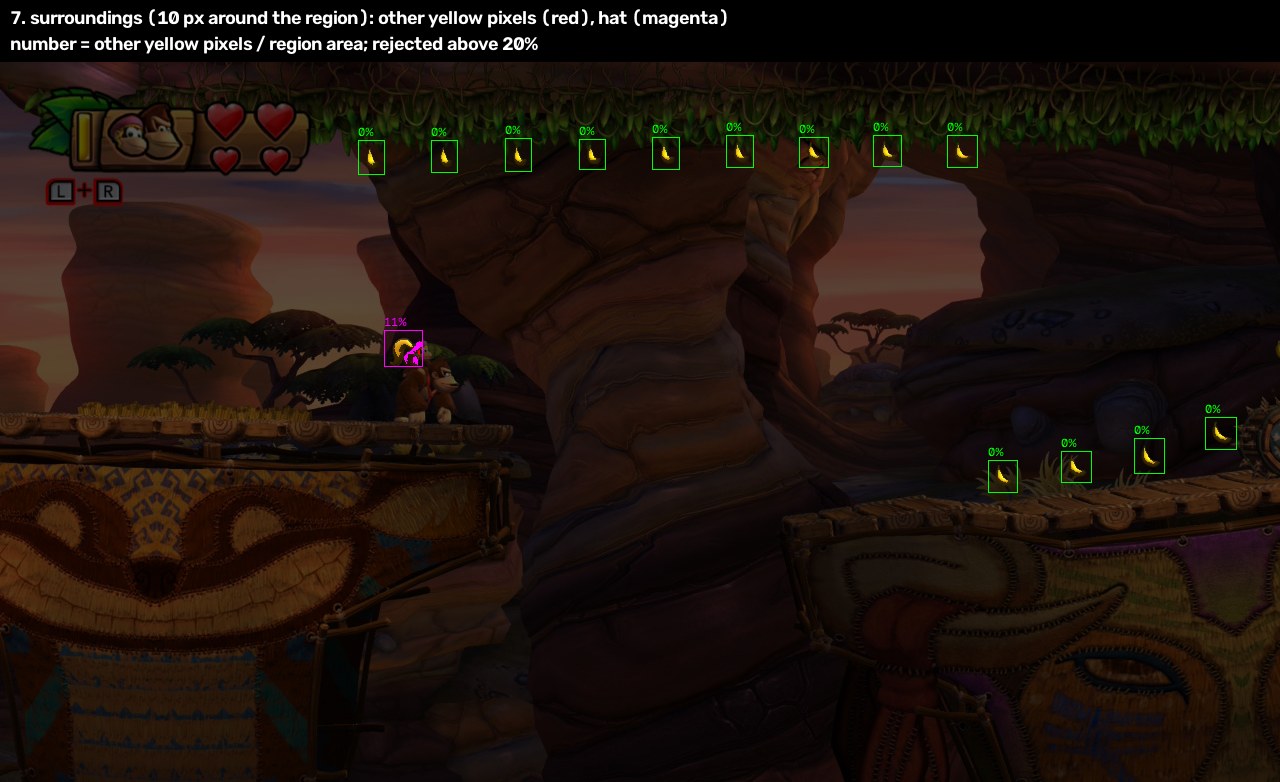 7. surroundings (10 px around the region): other yellow pixels (red), hat (magenta)
number = other yellow pixels / region area; rejected above 20%
0% 0% 0% 0% 0% 0% 0% 0% 0%
L + R
11%
0%
0%
0%
0%